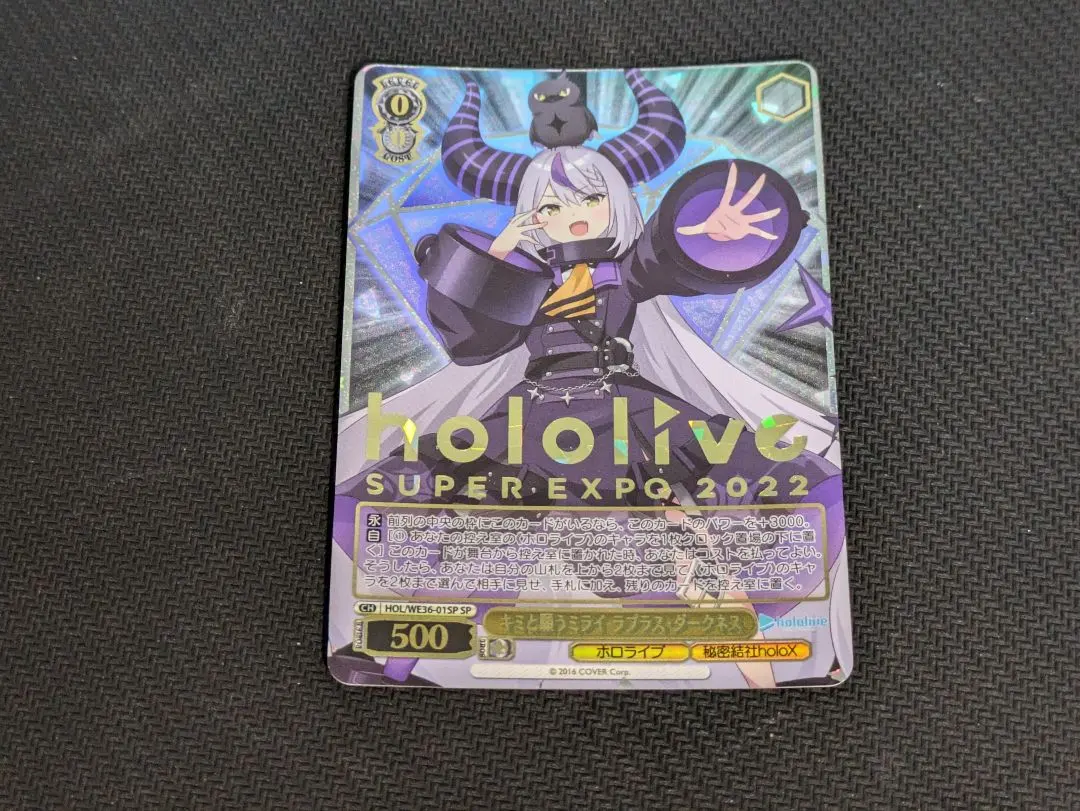 LEVEL
0
0
COST
hololive
SUPER EXPO 2022
永 前列の中央の枠にこのカードがいるなら、このカードのパワーを+3000。
自 【(1) あなたの控え室の《ホロライブ》のキャラを1枚クロック置場の下に置
く】 このカードが舞台から控え室に置かれた時、あなたはコストを払ってよい。
そうしたら、あなたは自分の山札を上から2枚まで見て、《ホロライブ》のキャ
ラを2枚まで選んで相手に見せ、手札に加え、残りのカードを控え室に置く。
CH HOL/WE36-01SP SP
POWER 500
SOUL
キミと願うミライ ラプラス・ダークネス
hololive
ホロライブ
秘密結社holoX
© 2016 COVER Corp.